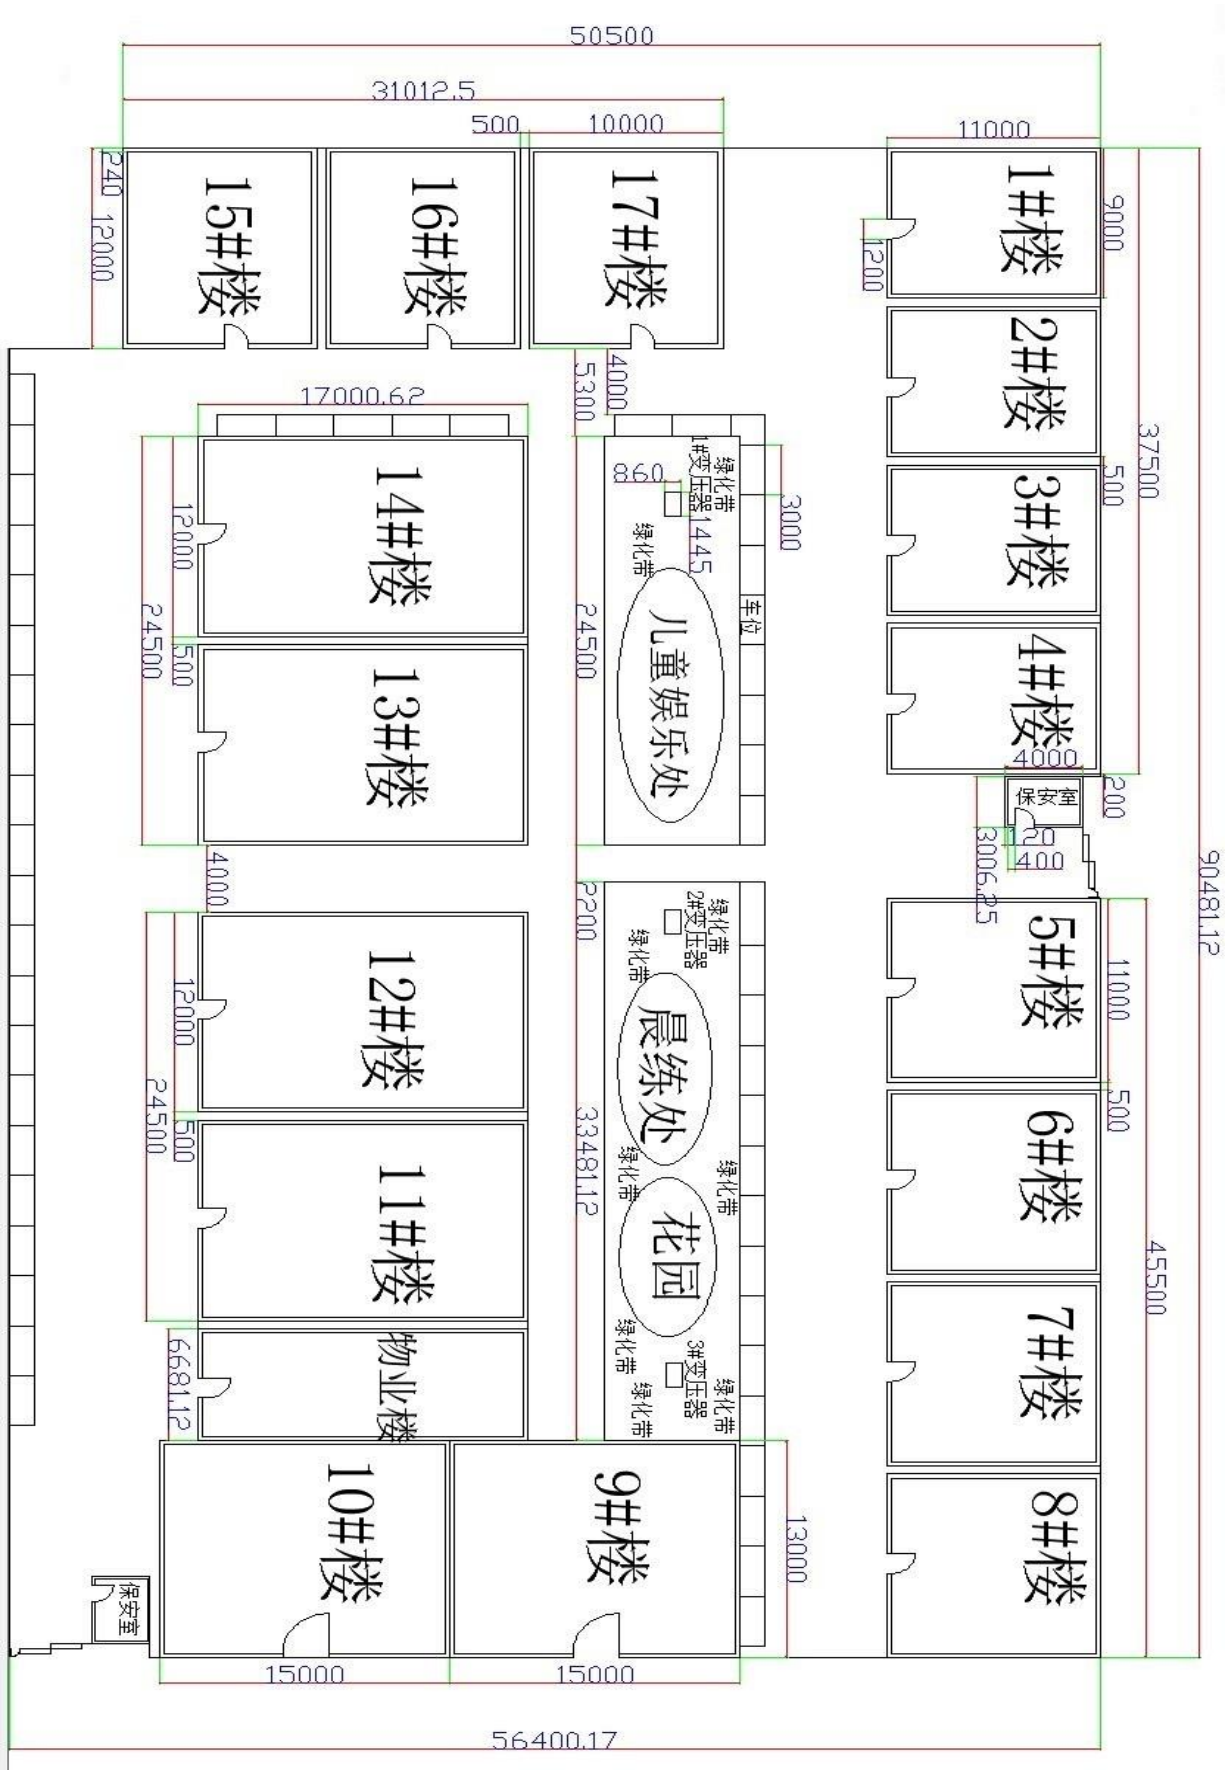 50500
31012.5
500
10000
11000
240
12000
15#楼
16#楼
17#楼
1#楼
9000
1200
2#楼
37500
500
3#楼
4#楼
4000
保安室
200
120
400
3006.25
90481.12
5300
4000
17000.62
14#楼
12000
24500
500
13#楼
4000
1#变压器
绿化带
860
1445
绿化带
3000
车位
儿童娱乐处
24500
2200
2#变压器
绿化带
绿化带
晨练处
33481.12
绿化带
绿化带
花园
绿化带
3#变压器
绿化带
绿化带
5#楼
11000
500
6#楼
45500
7#楼
8#楼
12#楼
12000
24500
500
11#楼
物业楼
6681.12
10#楼
9#楼
13000
保安室
15000
15000
56400.17